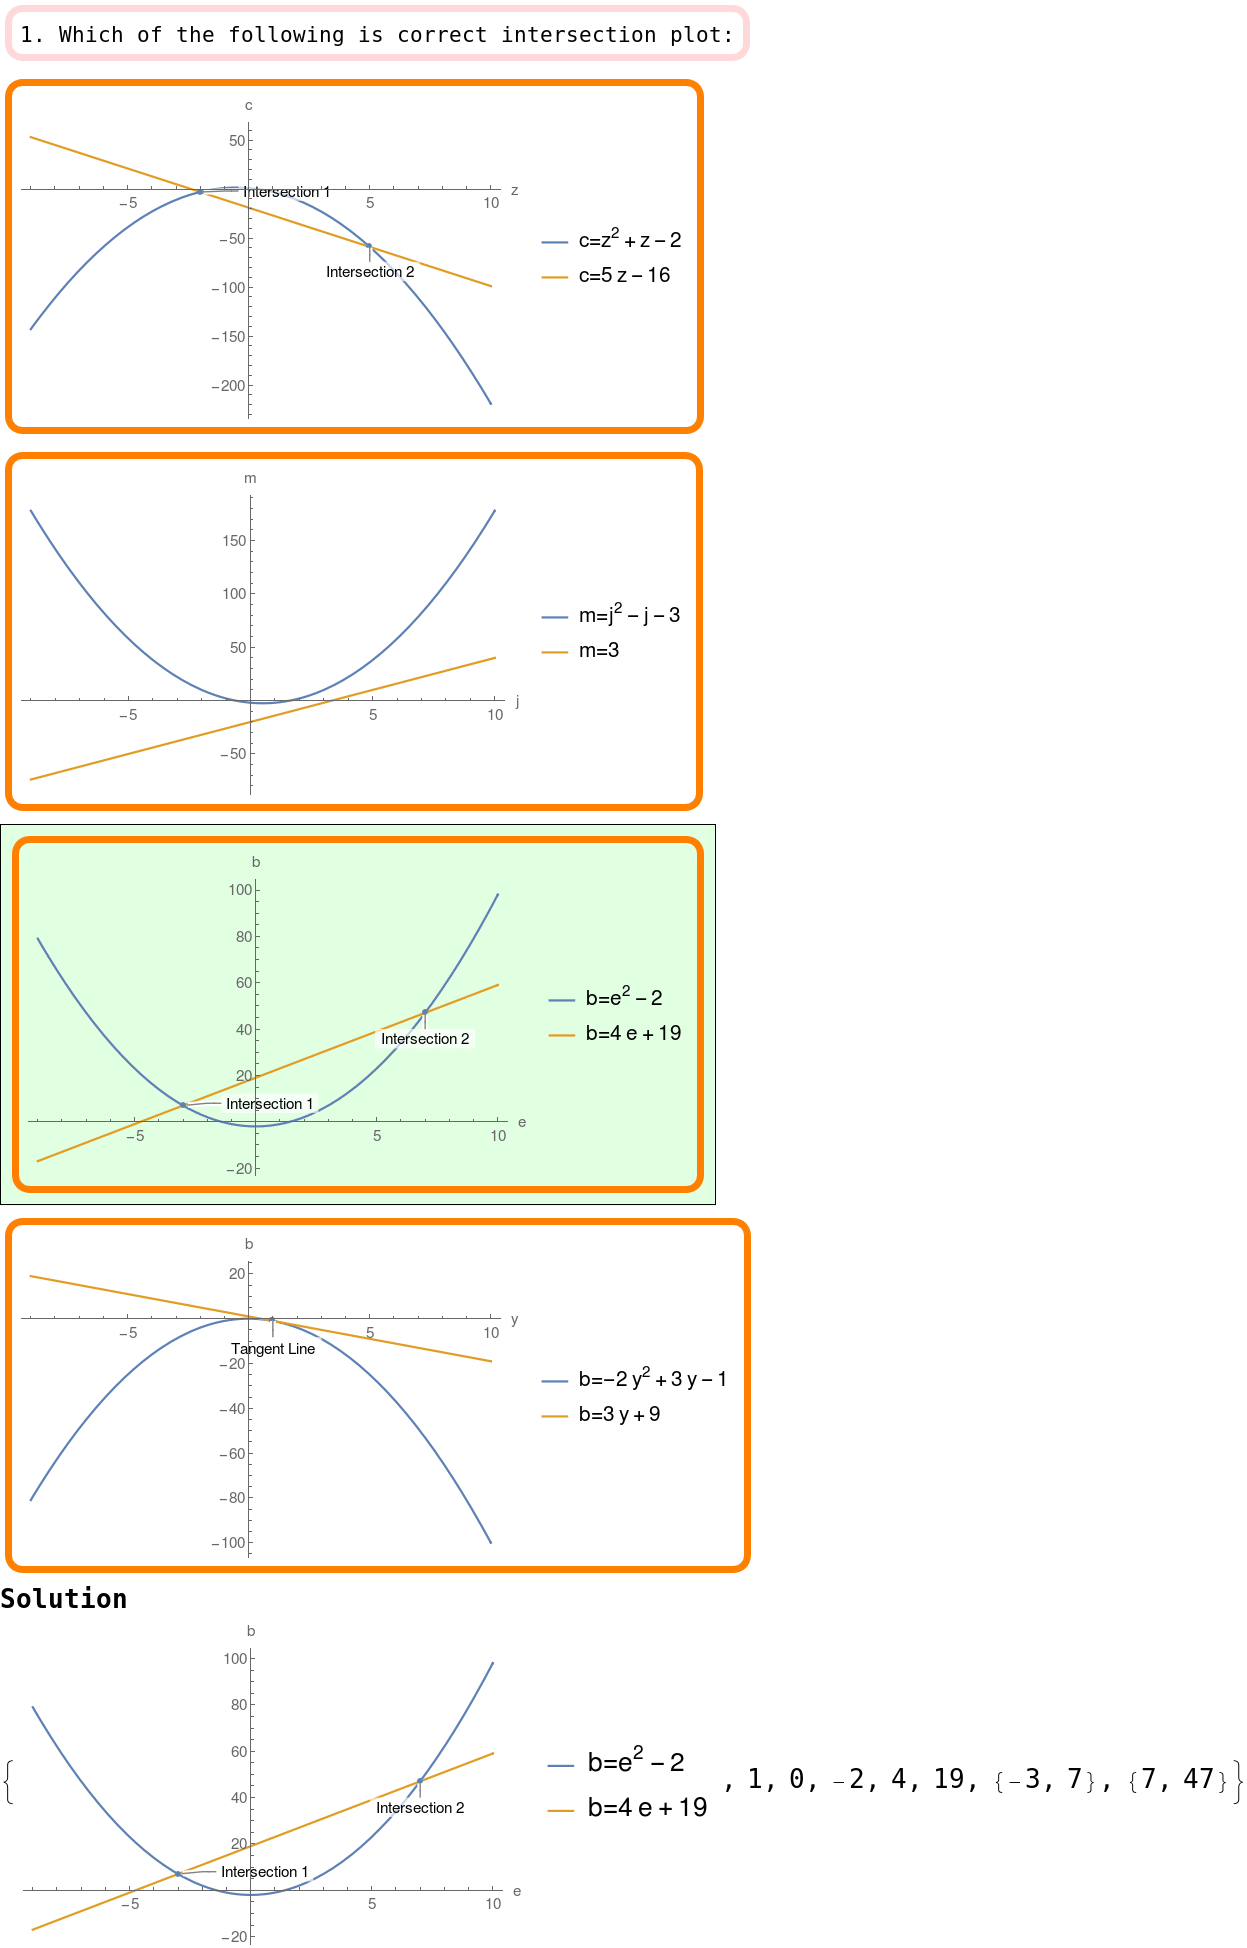 1. Which of the following is correct intersection plot:
c
50
Intersection 1
z
−5
5
10
−50
c=z² + z − 2
Intersection 2
c=5 z − 16
−100
−150
−200
m
150
100
m=j² − j − 3
50
m=3
j
−5
5
10
−50
b
100
80
60
b=e² − 2
40
b=4 e + 19
Intersection 2
20
Intersection 1
e
−5
5
10
−20
b
20
y
−5
5
10
Tangent Line
−20
b=−2 y² + 3 y − 1
−40
b=3 y + 9
−60
−80
−100
Solution
b
100
80
60
b=e² − 2
{ , 1, 0, −2, 4, 19, {−3, 7}, {7, 47}}
40
b=4 e + 19
Intersection 2
20
Intersection 1
e
−5
5
10
−20